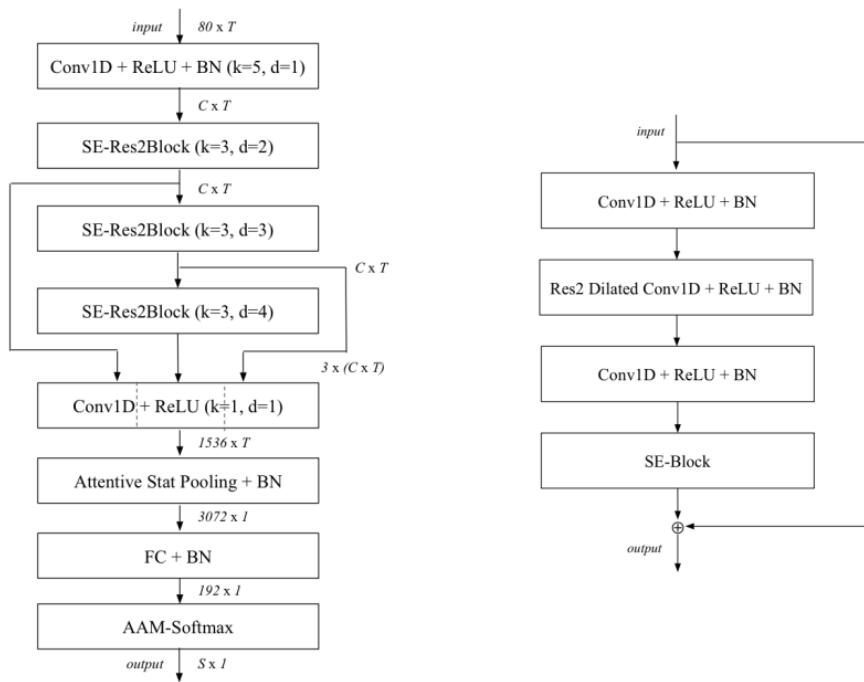 input 80 x T
Conv1D + ReLU + BN (k=5, d=1)
C x T
SE-Res2Block (k=3, d=2)
C x T
SE-Res2Block (k=3, d=3)
C x T
SE-Res2Block (k=3, d=4)
3 x (C x T)
Conv1D + ReLU (k=1, d=1)
1536 x T
Attentive Stat Pooling + BN
3072 x 1
FC + BN
192 x 1
AAM-Softmax
output S x 1
input
Conv1D + ReLU + BN
Res2 Dilated Conv1D + ReLU + BN
Conv1D + ReLU + BN
SE-Block
⊕
output